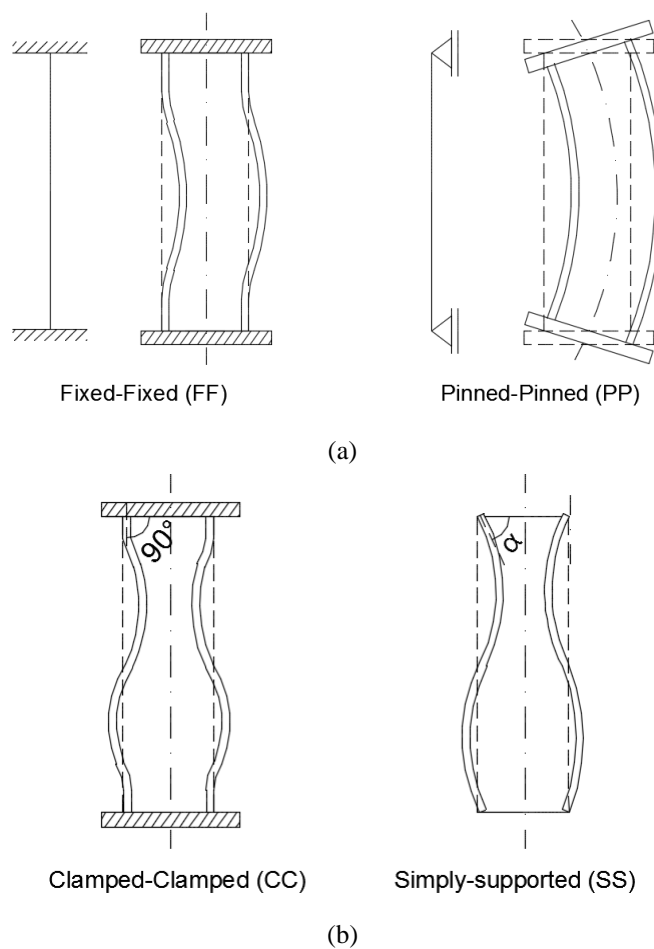 Fixed-Fixed (FF)
Pinned-Pinned (PP)
(a)
90°
α
Clamped-Clamped (CC)
Simply-supported (SS)
(b)